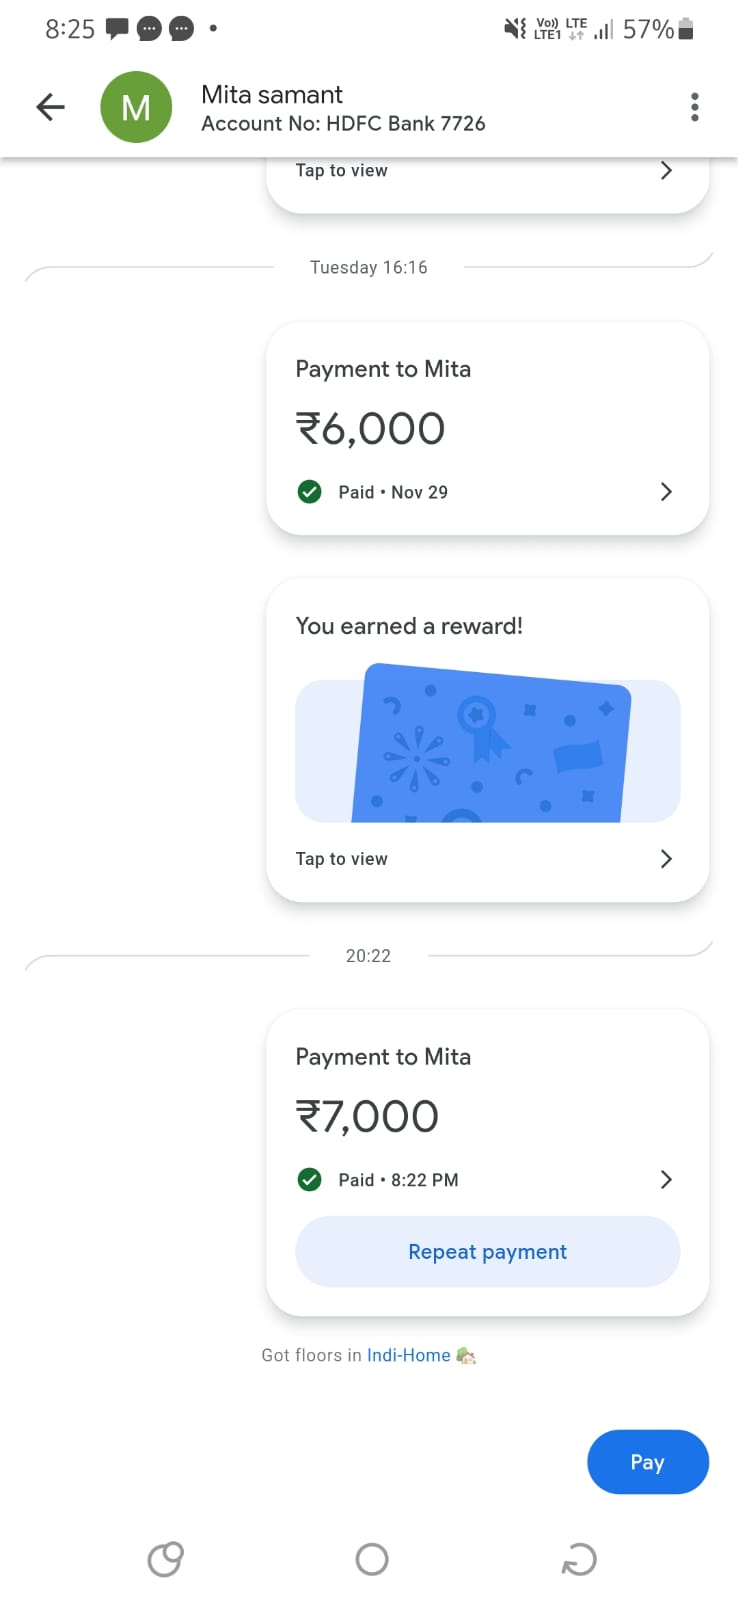 8:25
Vo)) LTE
LTE1
57%
M
Mita samant
Account No: HDFC Bank 7726
Tap to view
Tuesday 16:16
Payment to Mita
₹6,000
Paid • Nov 29
You earned a reward!
Tap to view
20:22
Payment to Mita
₹7,000
Paid • 8:22 PM
Repeat payment
Got floors in Indi-Home 🏡
Pay